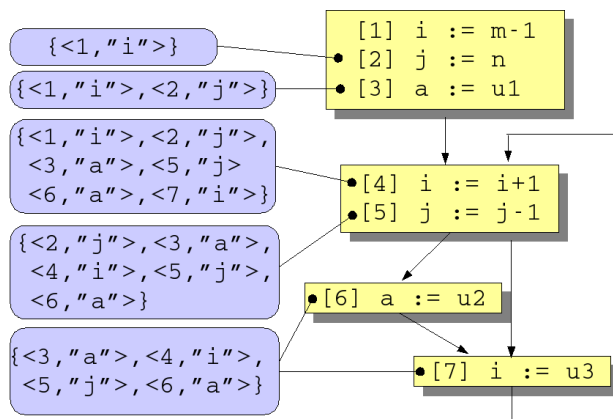 {<1,"i">}
{<1,"i">,<2,"j">}
{<1,"i">,<2,"j">,
<3,"a">,<5,"j>
<6,"a">,<7,"i">}
{<2,"j">,<3,"a">,
<4,"i">,<5,"j">,
<6,"a">}
{<3,"a">,<4,"i">,
<5,"j">,<6,"a">}
[1] i := m-1
[2] j := n
[3] a := u1
[4] i := i+1
[5] j := j-1
[6] a := u2
[7] i := u3